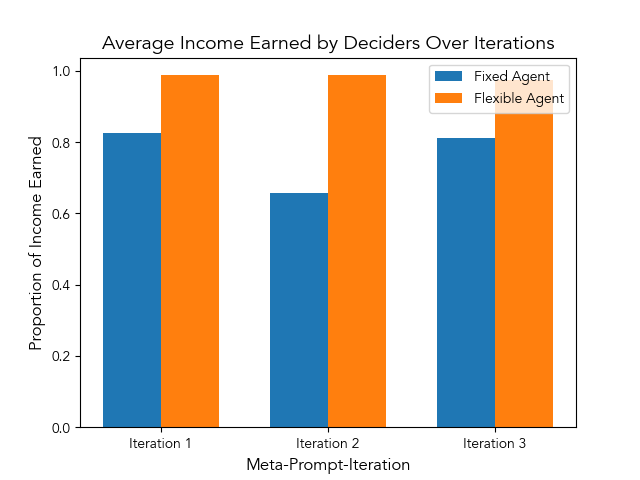 Average Income Earned by Deciders Over Iterations
Fixed Agent
Flexible Agent
Proportion of Income Earned
1.0
0.8
0.6
0.4
0.2
0.0
Iteration 1
Iteration 2
Iteration 3
Meta-Prompt-Iteration